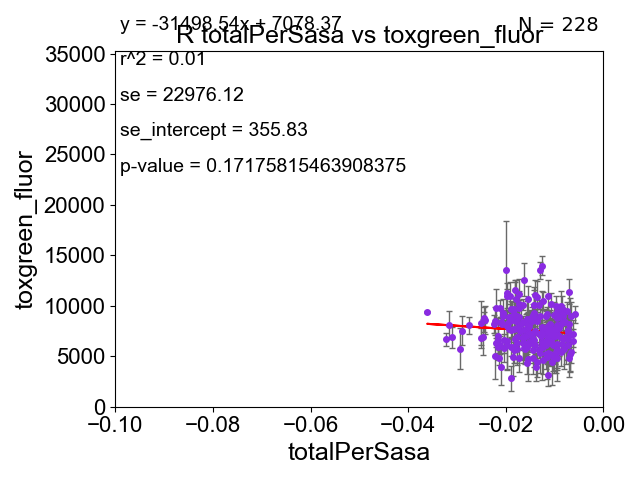 y = -31498.54x + 7078.37
N = 228
R totalPerSasa vs toxgreen_fluor
r^2 = 0.01
se = 22976.12
se_intercept = 355.83
p-value = 0.17175815463908375
35000
30000
25000
20000
15000
10000
5000
0
toxgreen_fluor
−0.10
−0.08
−0.06
−0.04
−0.02
0.00
totalPerSasa